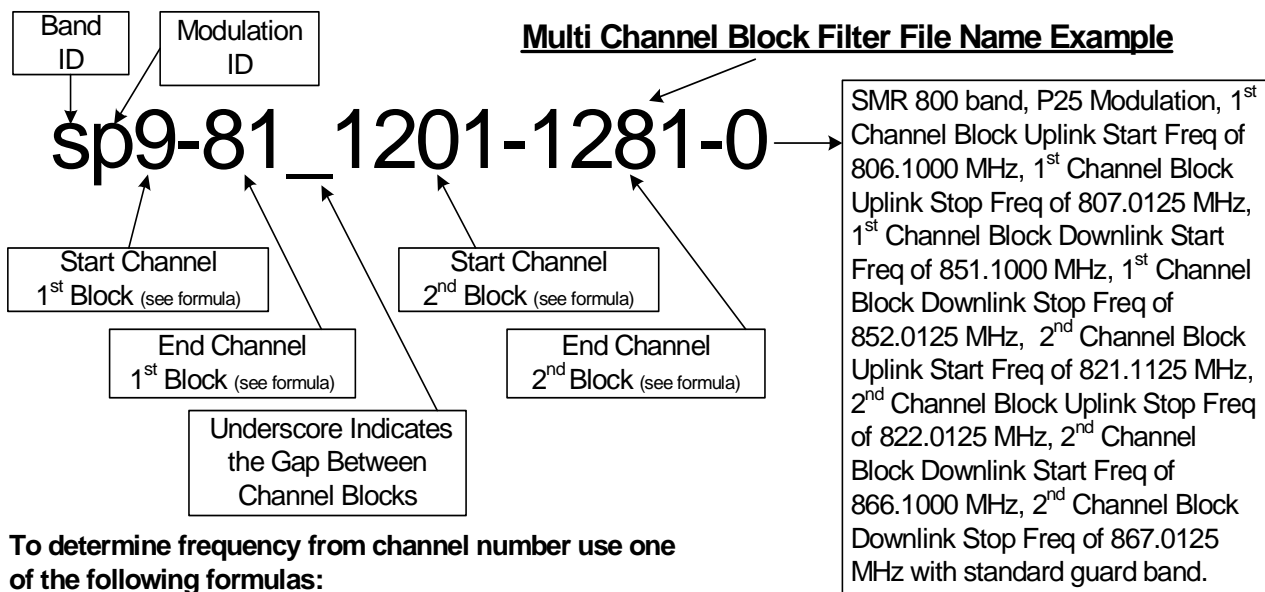 Band
ID
Modulation
ID
Multi Channel Block Filter File Name Example
sp9-81_1201-1281-0
SMR 800 band, P25 Modulation, 1st
Channel Block Uplink Start Freq of
806.1000 MHz, 1st Channel Block
Uplink Stop Freq of 807.0125 MHz,
1st Channel Block Downlink Start
Freq of 851.1000 MHz, 1st Channel
Block Downlink Stop Freq of
852.0125 MHz, 2nd Channel Block
Uplink Start Freq of 821.1125 MHz,
2nd Channel Block Uplink Stop Freq
of 822.0125 MHz, 2nd Channel
Block Downlink Start Freq of
866.1000 MHz, 2nd Channel Block
Downlink Stop Freq of 867.0125
MHz with standard guard band.
Start Channel
1st Block (see formula)
Start Channel
2nd Block (see formula)
End Channel
1st Block (see formula)
End Channel
2nd Block (see formula)
Underscore Indicates
the Gap Between
Channel Blocks
To determine frequency from channel number use one
of the following formulas: